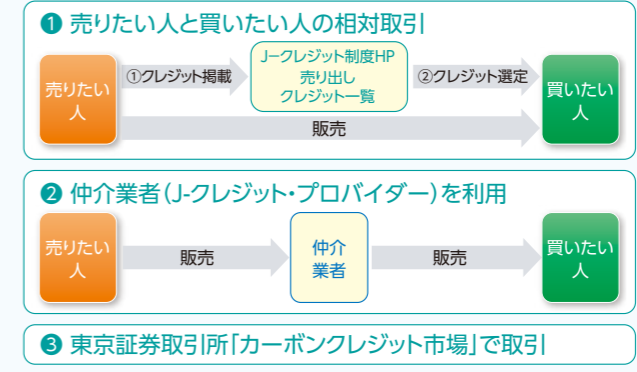 ❶ 売りたい人と買いたい人の相対取引
売りたい
人
①クレジット掲載
J－クレジット制度HP
売り出し
クレジット一覧
②クレジット選定
買いたい
人
販売
❷ 仲介業者（J-クレジット・プロバイダー）を利用
売りたい
人
販売
仲介
業者
販売
買いたい
人
❸ 東京証券取引所「カーボンクレジット市場」で取引